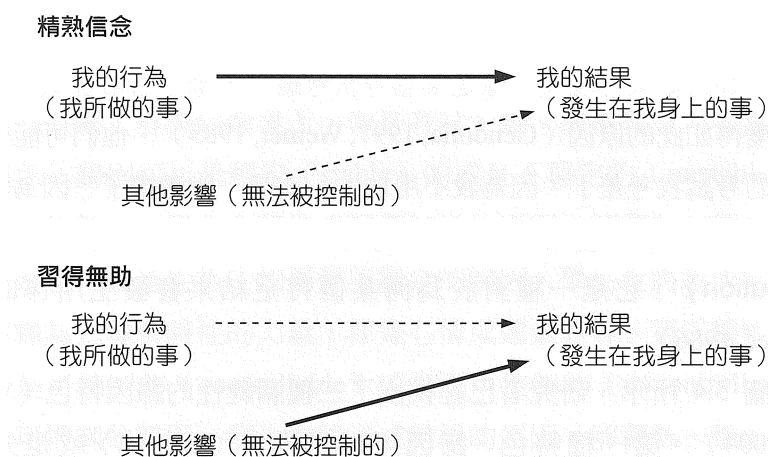 精熟信念
我的行為 我的結果
（我所做的事） （發生在我身上的事）
其他影響（無法被控制的）
習得無助
我的行為 我的結果
（我所做的事） （發生在我身上的事）
其他影響（無法被控制的）